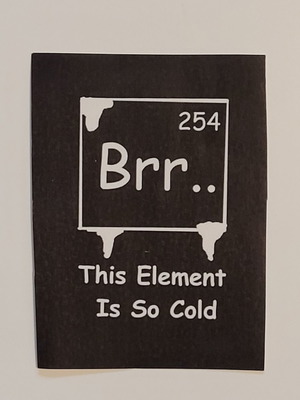 254
Brr..
This Element
Is So Cold